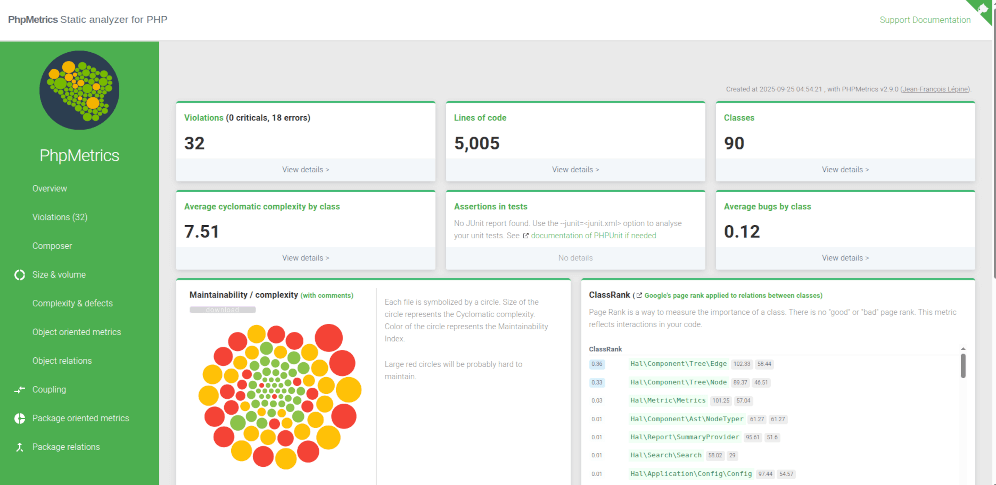 PhpMetrics Static analyzer for PHP
Support Documentation
PhpMetrics
Overview
Violations (32)
Composer
Size & volume
Complexity & defects
Object oriented metrics
Object relations
Coupling
Package oriented metrics
Package relations
Created at 2025-09-25 04:54:21 , with PHPMetrics v2.9.0 (Jean-François Lépine).
Violations (0 criticals, 18 errors)
32
View details >
Lines of code
5,005
View details >
Classes
90
View details >
Average cyclomatic complexity by class
7.51
View details >
Assertions in tests
No JUnit report found. Use the --junit=<junit.xml> option to analyse
your unit tests. See documentation of PHPUnit if needed
No details
Average bugs by class
0.12
View details >
Maintainability / complexity (with comments)
Each file is symbolized by a circle. Size of the
circle represents the Cyclomatic complexity.
Color of the circle represents the Maintainability
Index.
Large red circles will be probably hard to
maintain.
ClassRank (Google's page rank applied to relations between classes)
Page Rank is a way to measure the importance of a class. There is no "good" or "bad" page rank. This metric
reflects interactions in your code.
ClassRank
0.36 Hal\Component\Tree\Edge 102.33 58.44
0.33 Hal\Component\Tree\Node 89.37 46.51
0.03 Hal\Metric\Metrics 101.25 57.04
0.01 Hal\Component\Ast\NodeTyper 61.27 61.27
0.01 Hal\Report\SummaryProvider 51.6
0.01 Hal\Search\Search 58.02 29
0.01 Hal\Application\Config\Config 97.44 54.57